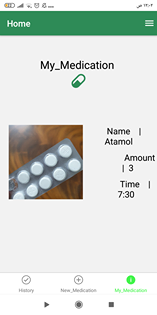 Home
My_Medication
Name |
Atamol
Amount
| 3
Time |
7:30
History
New_Medication
My_Medication